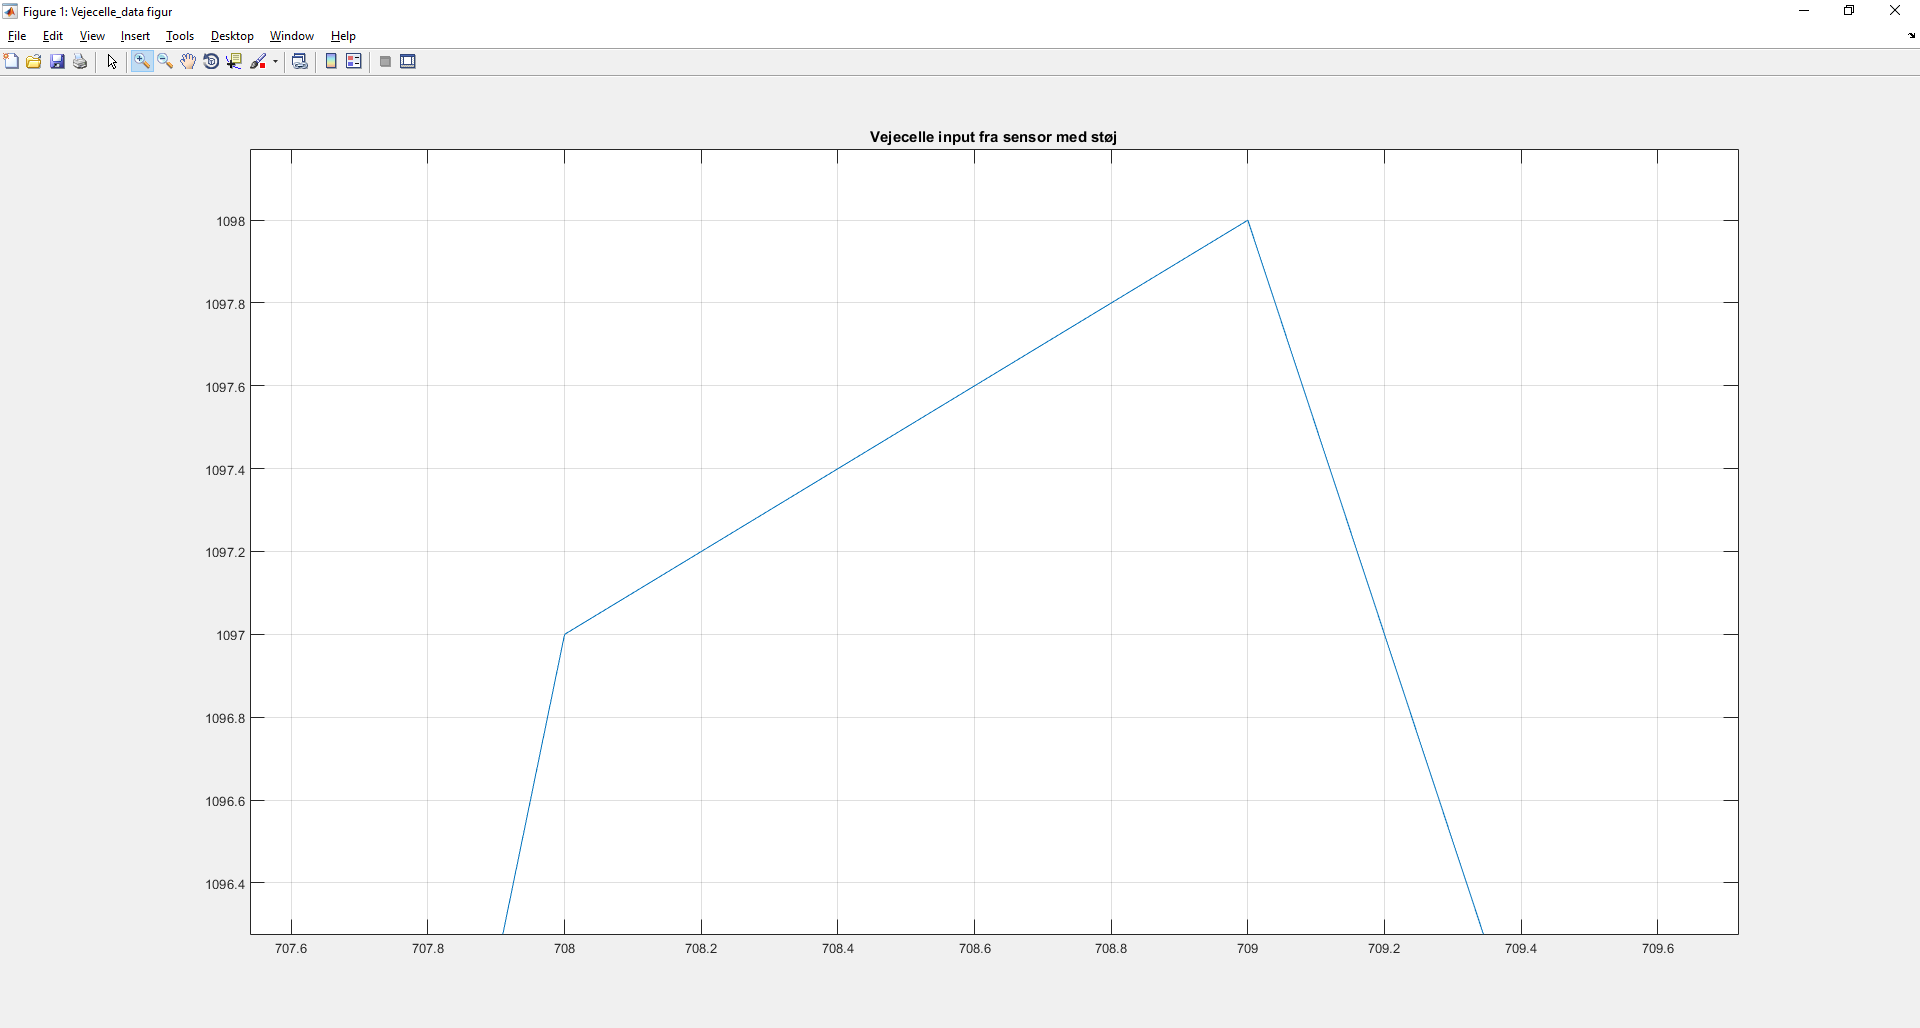 Figure 1: Vejecelle_data figur
File Edit View Insert Tools Desktop Window Help
Vejecelle input fra sensor med støj
1098
1097.8
1097.6
1097.4
1097.2
1097
1096.8
1096.6
1096.4
707.6 707.8 708 708.2 708.4 708.6 708.8 709 709.2 709.4 709.6